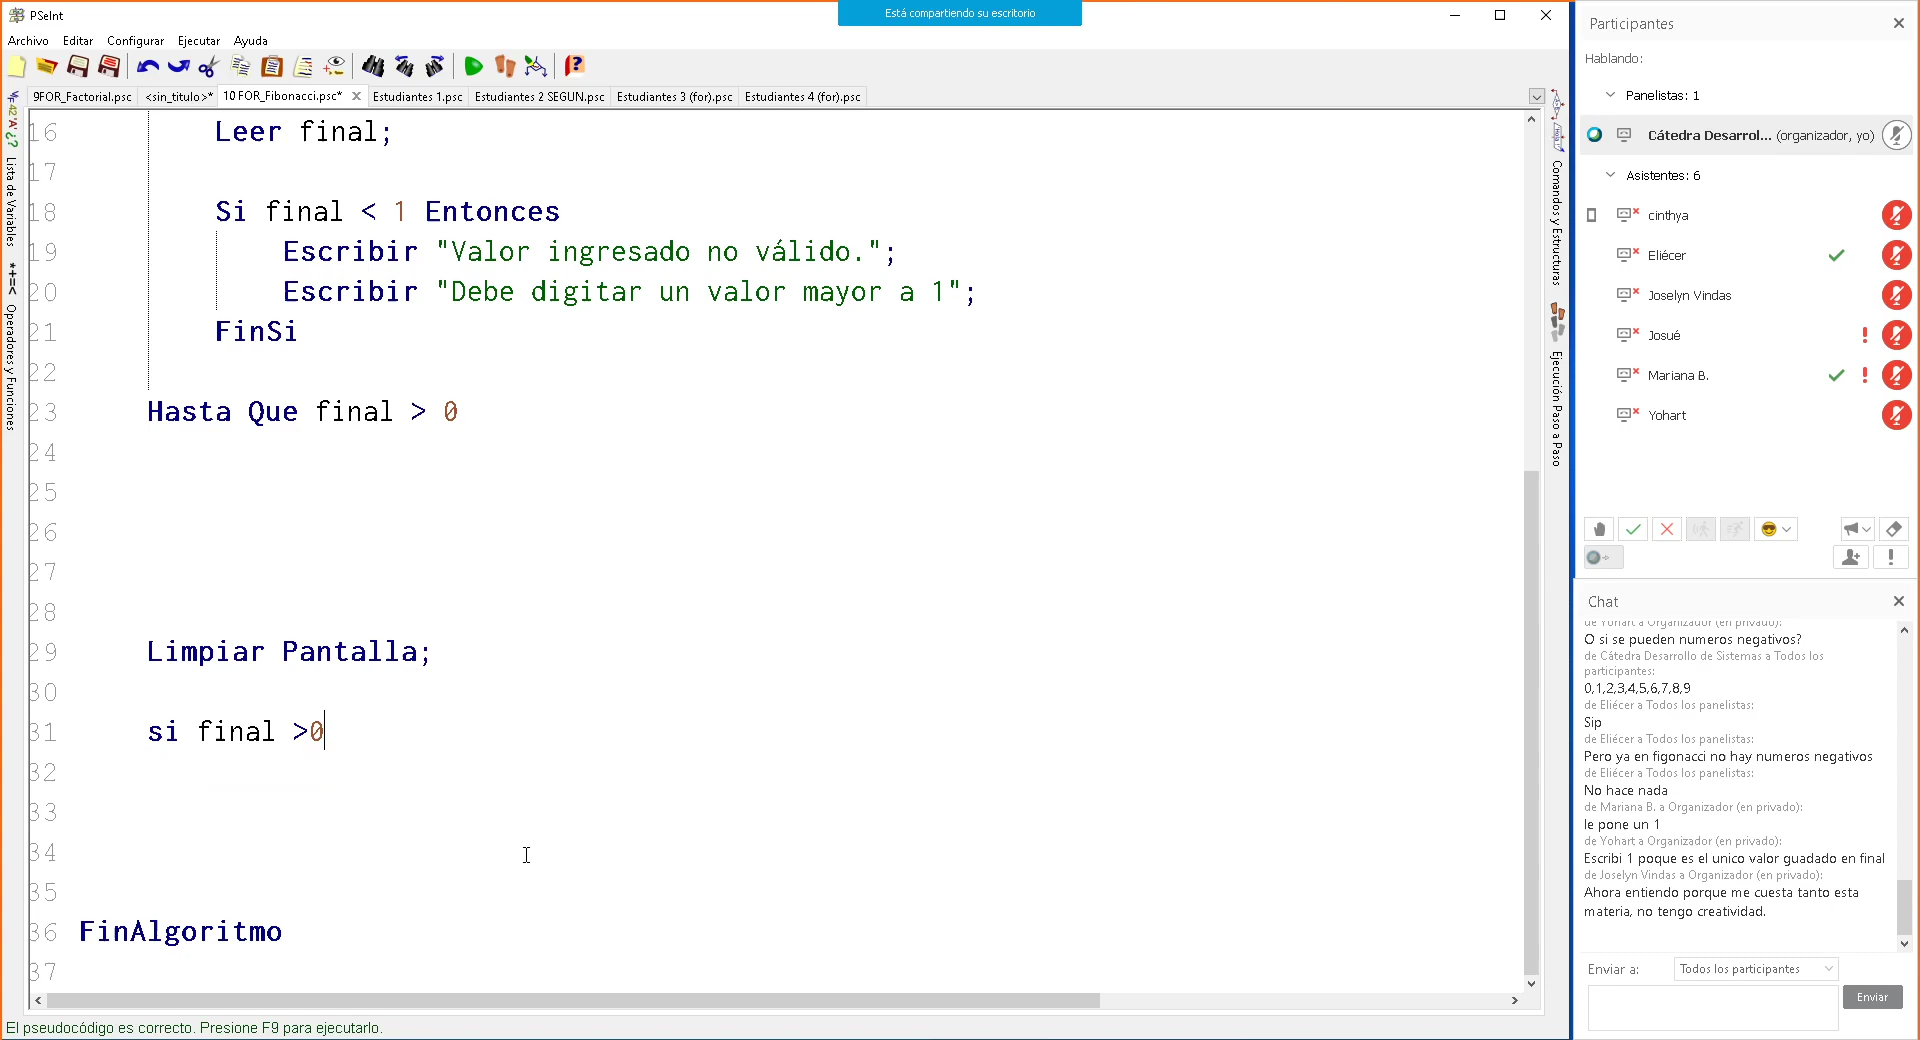 PSeInt
Está compartiendo su escritorio
Archivo Editar Configurar Ejecutar Ayuda
9FOR_Factorial.psc <sin_titulo>* 10 FOR_Fibonacci.psc* Estudiantes 1.psc Estudiantes 2 SEGUN.psc Estudiantes 3 (for).psc Estudiantes 4 (for).psc
Lista de Variables
Operadores y Funciones
16 Leer final;
17
18 Si final < 1 Entonces
19 Escribir "Valor ingresado no válido.";
20 Escribir "Debe digitar un valor mayor a 1";
21 FinSi
22
23 Hasta Que final > 0
24
25
26
27
28
29 Limpiar Pantalla;
30
31 si final >0
32
33
34
35
36 FinAlgoritmo
37
Comandos y Estructuras
Ejecución Paso a Paso
El pseudocódigo es correcto. Presione F9 para ejecutarlo.
Participantes
Hablando:
Panelistas: 1
Cátedra Desarrol... (organizador, yo)
Asistentes: 6
cinthya
Eliécer
Joselyn Vindas
Josué
Mariana B.
Yohart
Chat
de Yohart a Organizador (en privado):
O si se pueden numeros negativos?
de Cátedra Desarrollo de Sistemas a Todos los
participantes:
0,1,2,3,4,5,6,7,8,9
de Eliécer a Todos los panelistas:
Sip
de Eliécer a Todos los panelistas:
Pero ya en figonacci no hay numeros negativos
de Eliécer a Todos los panelistas:
No hace nada
de Mariana B. a Organizador (en privado):
le pone un 1
de Yohart a Organizador (en privado):
Escribi 1 poque es el unico valor guadado en final
de Joselyn Vindas a Organizador (en privado):
Ahora entiendo porque me cuesta tanto esta
materia, no tengo creatividad.
Enviar a: Todos los participantes
Enviar